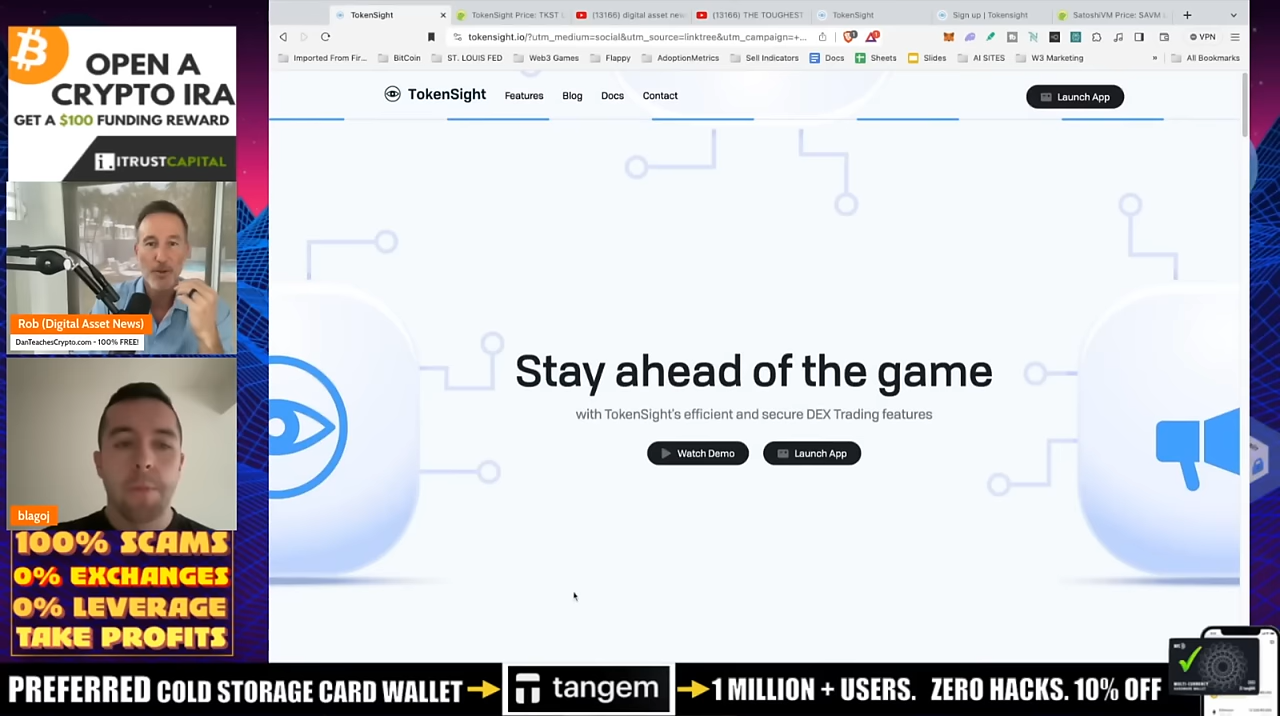 OPEN A
CRYPTO IRA
GET A $100 FUNDING REWARD
i. ITRUSTCAPITAL
Rob (Digital Asset News)
DanTeachesCrypto.com - 100% FREE!
blagoj
100% SCAMS
0% EXCHANGES
0% LEVERAGE
TAKE PROFITS
TokenSight
TokenSight Price: TKST
(13166) digital asset new
(13166) THE TOUGHEST
TokenSight
Sign up | Tokensight
SatoshiVM Price: SAVM
tokensight.io/?utm_medium=social&utm_source=linktree&utm_campaign=+...
VPN
Imported From Fir...
BitCoin
ST. LOUIS FED
Web3 Games
Flappy
AdoptionMetrics
Sell Indicators
Docs
Sheets
Slides
AI SITES
W3 Marketing
»
All Bookmarks
TokenSight
Features
Blog
Docs
Contact
Launch App
Stay ahead of the game
with TokenSight's efficient and secure DEX Trading features
Watch Demo
Launch App
PREFERRED COLD STORAGE CARD WALLET
tangem
1 MILLION + USERS. ZERO HACKS. 10% OFF